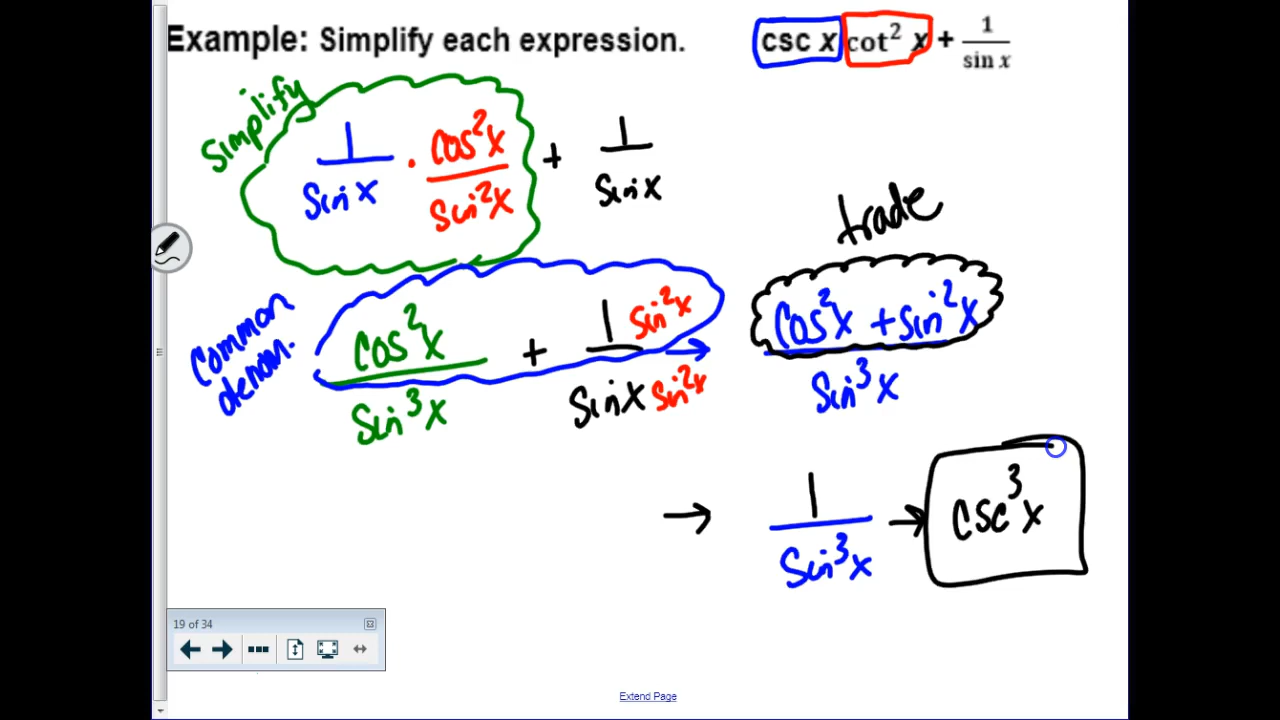 Example: Simplify each expression. csc x cot² x + 1/sin x
Simplify
1/sin x · cos²x/sin²x + 1/sin x
trade
common denom.
cos²x/sin³x + 1 sin²x/sin x sin²x → cos²x + sin²x/sin³x
→ 1/sin³x → csc³x
19 of 34
Extend Page